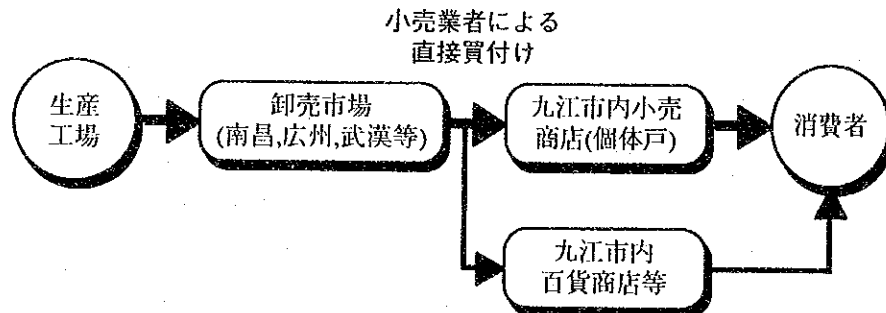 小売業者による
直接買付け
生産
工場
卸売市場
(南昌,広州,武漢等)
九江市内小売
商店(個体戸)
消費者
九江市内
百貨商店等